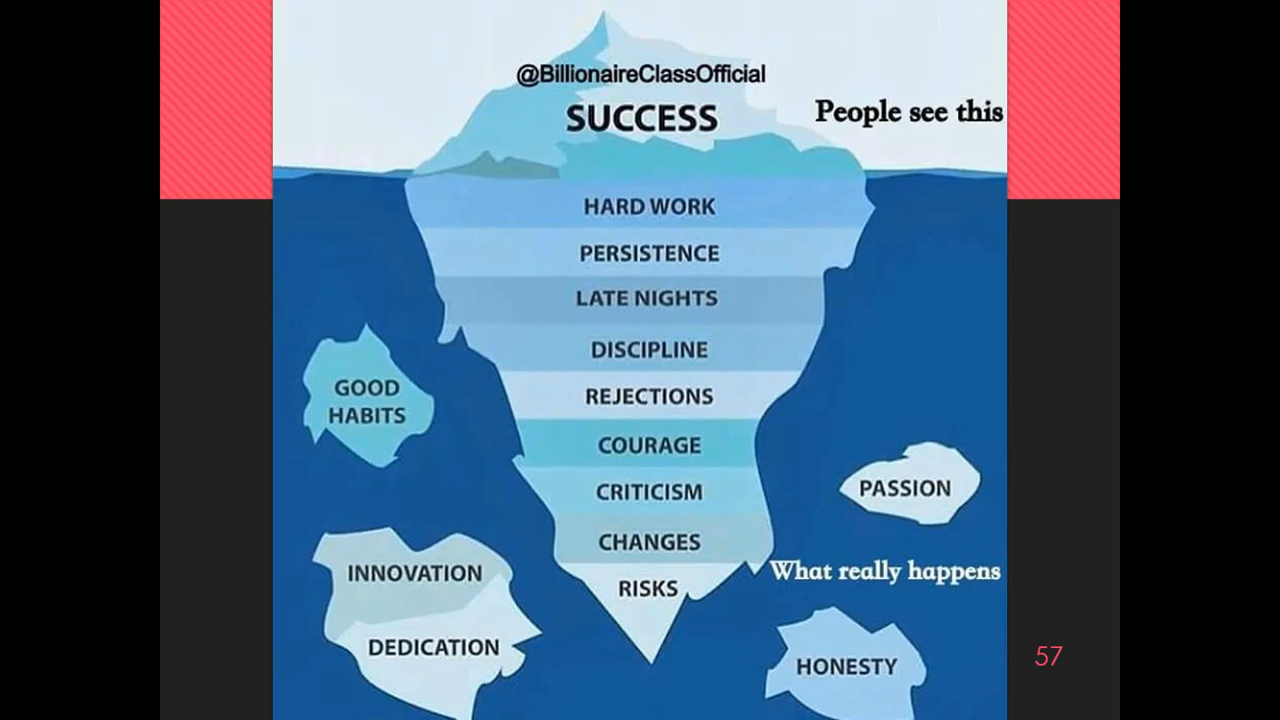 @BillionaireClassOfficial
SUCCESS
People see this
HARD WORK
PERSISTENCE
LATE NIGHTS
DISCIPLINE
REJECTIONS
COURAGE
CRITICISM
CHANGES
RISKS
GOOD
HABITS
PASSION
What really happens
INNOVATION
DEDICATION
HONESTY
57